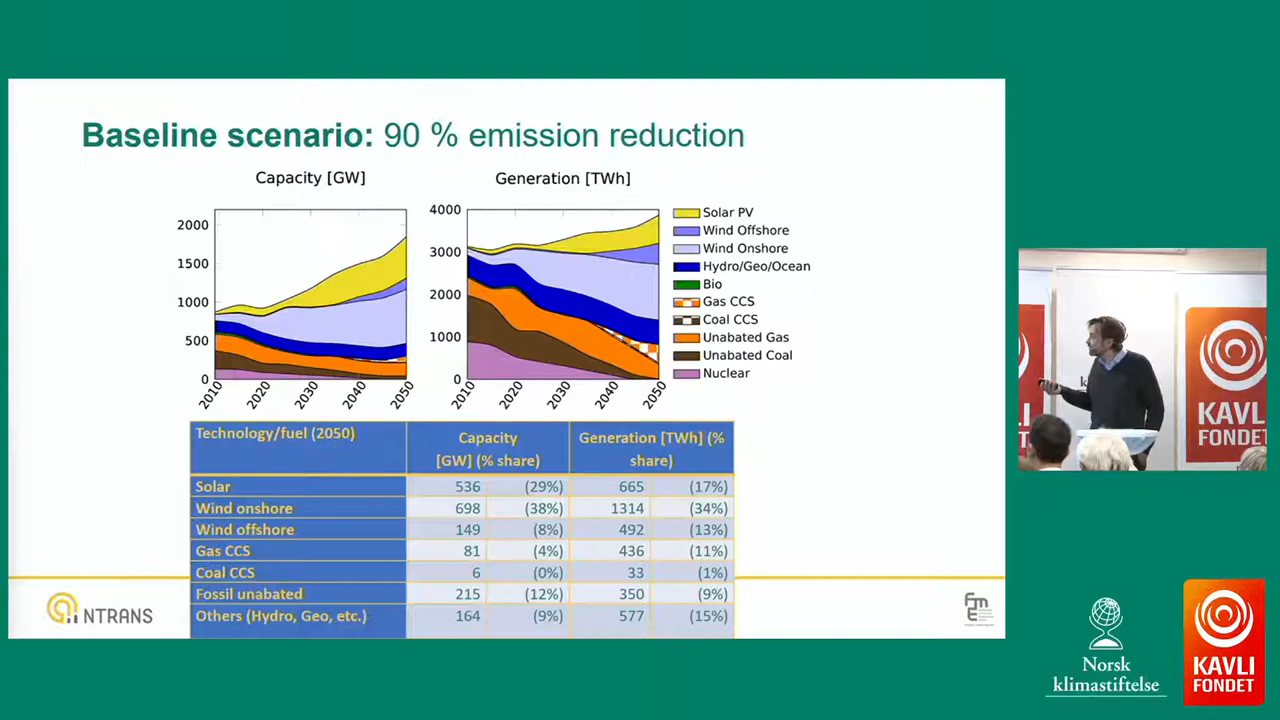 Baseline scenario: 90 % emission reduction
Capacity [GW]
2000
1500
1000
500
0
2010
2020
2030
2040
2050
Generation [TWh]
4000
3000
2000
1000
0
2010
2020
2030
2040
2050
Solar PV
Wind Offshore
Wind Onshore
Hydro/Geo/Ocean
Bio
Gas CCS
Coal CCS
Unabated Gas
Unabated Coal
Nuclear
Technology/fuel (2050)
Capacity
[GW] (% share)
Generation [TWh] (%
share)
Solar 536 (29%) 665 (17%)
Wind onshore 698 (38%) 1314 (34%)
Wind offshore 149 (8%) 492 (13%)
Gas CCS 81 (4%) 436 (11%)
Coal CCS 6 (0%) 33 (1%)
Fossil unabated 215 (12%) 350 (9%)
Others (Hydro, Geo, etc.) 164 (9%) 577 (15%)
NTRANS
FME
KAVLI
FONDET
Norsk
klimastiftelse
KAVLI
FONDET